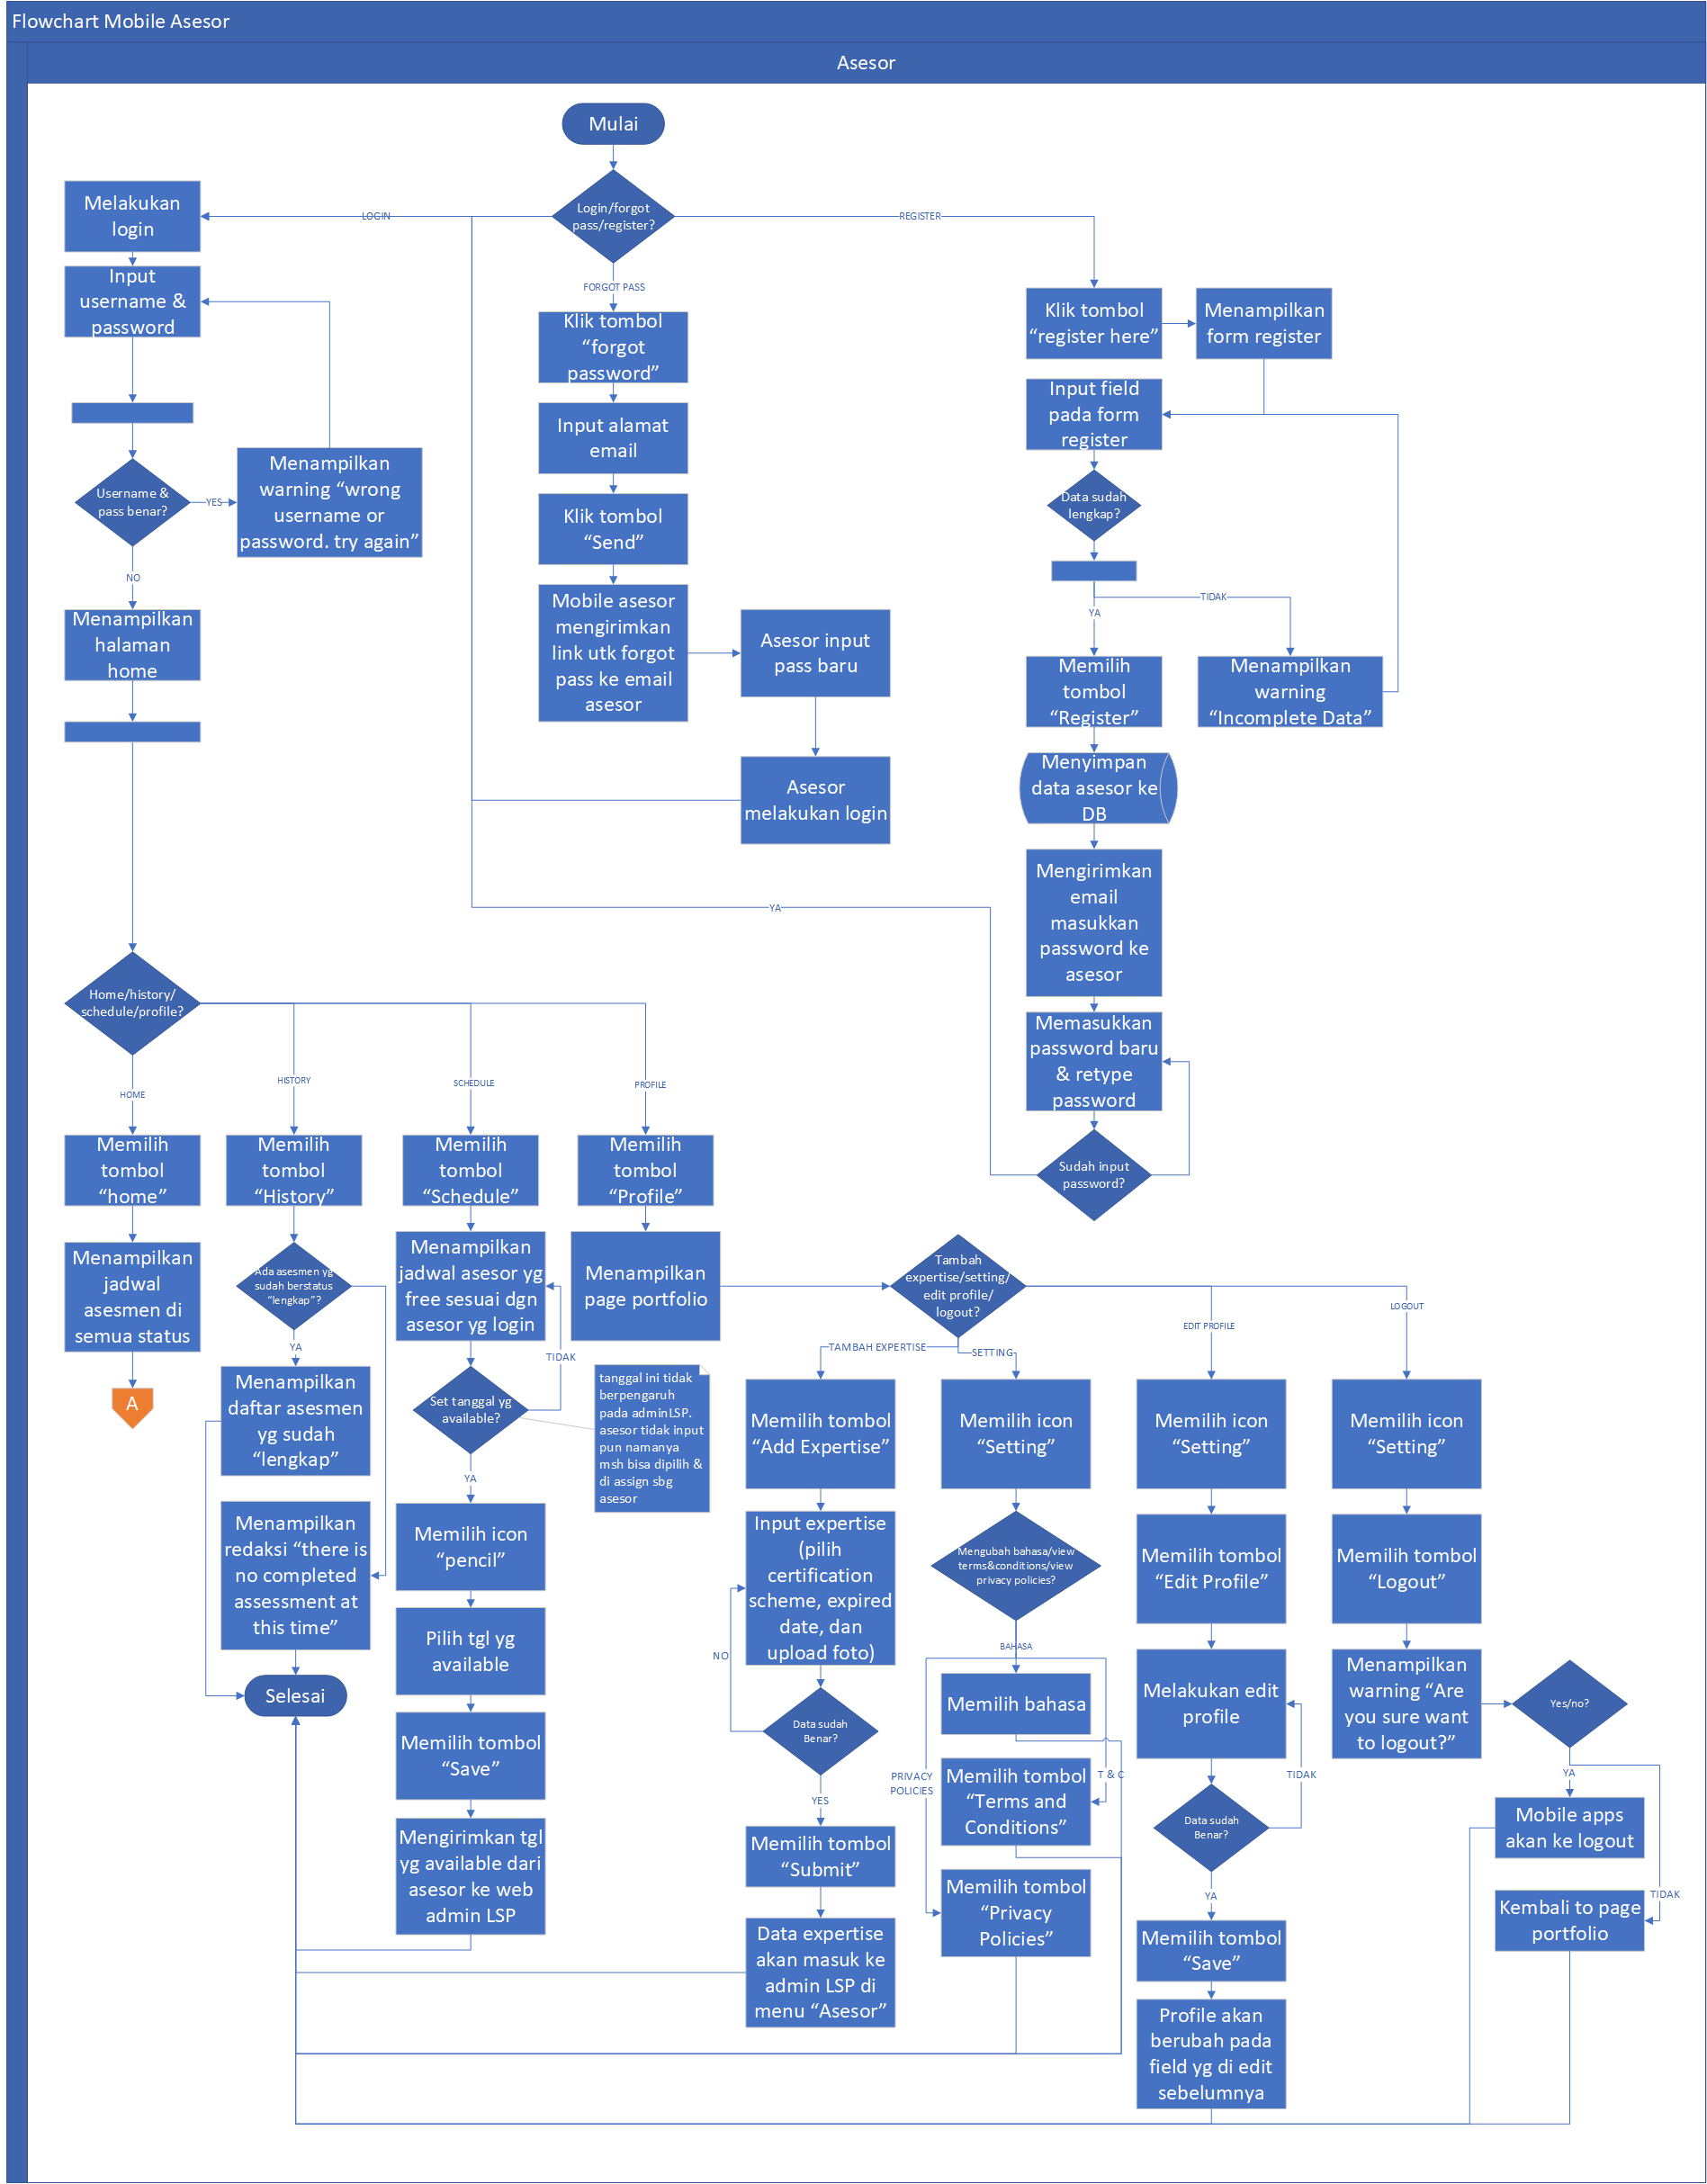 Flowchart Mobile Asesor
Asesor
Mulai
Login/forgot
pass/register?
LOGIN
REGISTER
FORGOT PASS
Melakukan
login
Input
username &
password
Username &
pass benar?
YES
Menampilkan
warning “wrong
username or
password. try again”
NO
Menampilkan
halaman
home
Klik tombol
“forgot
password”
Input alamat
email
Klik tombol
“Send”
Mobile asesor
mengirimkan
link utk forgot
pass ke email
asesor
Asesor input
pass baru
Asesor
melakukan login
Klik tombol
“register here”
Menampilkan
form register
Input field
pada form
register
Data sudah
lengkap?
TIDAK
YA
Memilih
tombol
“Register”
Menampilkan
warning
“Incomplete Data”
Menyimpan
data asesor ke
DB
Mengirimkan
email
masukkan
password ke
asesor
Memasukkan
password baru
& retype
password
Sudah input
password?
YA
Home/history/
schedule/profile?
HOME
HISTORY
SCHEDULE
PROFILE
Memilih
tombol
“home”
Memilih
tombol
“History”
Memilih
tombol
“Schedule”
Memilih
tombol
“Profile”
Menampilkan
jadwal
asesmen di
semua status
A
Ada asesmen yg
sudah berstatus
“lengkap”?
YA
Menampilkan
daftar asesmen
yg sudah
“lengkap”
Menampilkan
redaksi “there is
no completed
assessment at
this time”
Selesai
Menampilkan
jadwal asesor yg
free sesuai dgn
asesor yg login
TIDAK
Set tanggal yg
available?
YA
tanggal ini tidak
berpengaruh
pada adminLSP.
asesor tidak input
pun namanya
msh bisa dipilih &
di assign sbg
asesor
Memilih icon
“pencil”
Pilih tgl yg
available
Memilih tombol
“Save”
Mengirimkan tgl
yg available dari
asesor ke web
admin LSP
Menampilkan
page portfolio
Tambah
expertise/setting/
edit profile/
logout?
TAMBAH EXPERTISE
SETTING
EDIT PROFILE
LOGOUT
Memilih tombol
“Add Expertise”
Input expertise
(pilih
certification
scheme, expired
date, dan
upload foto)
NO
Data sudah
Benar?
YES
Memilih tombol
“Submit”
Data expertise
akan masuk ke
admin LSP di
menu “Asesor”
Memilih icon
“Setting”
Mengubah bahasa/view
terms&conditions/view
privacy policies?
BAHASA
Memilih bahasa
PRIVACY
POLICIES
T & C
Memilih tombol
“Terms and
Conditions”
Memilih tombol
“Privacy
Policies”
Memilih icon
“Setting”
Memilih tombol
“Edit Profile”
Melakukan edit
profile
TIDAK
Data sudah
Benar?
YA
Memilih tombol
“Save”
Profile akan
berubah pada
field yg di edit
sebelumnya
Memilih icon
“Setting”
Memilih tombol
“Logout”
Menampilkan
warning “Are
you sure want
to logout?”
Yes/no?
YA
TIDAK
Mobile apps
akan ke logout
Kembali to page
portfolio